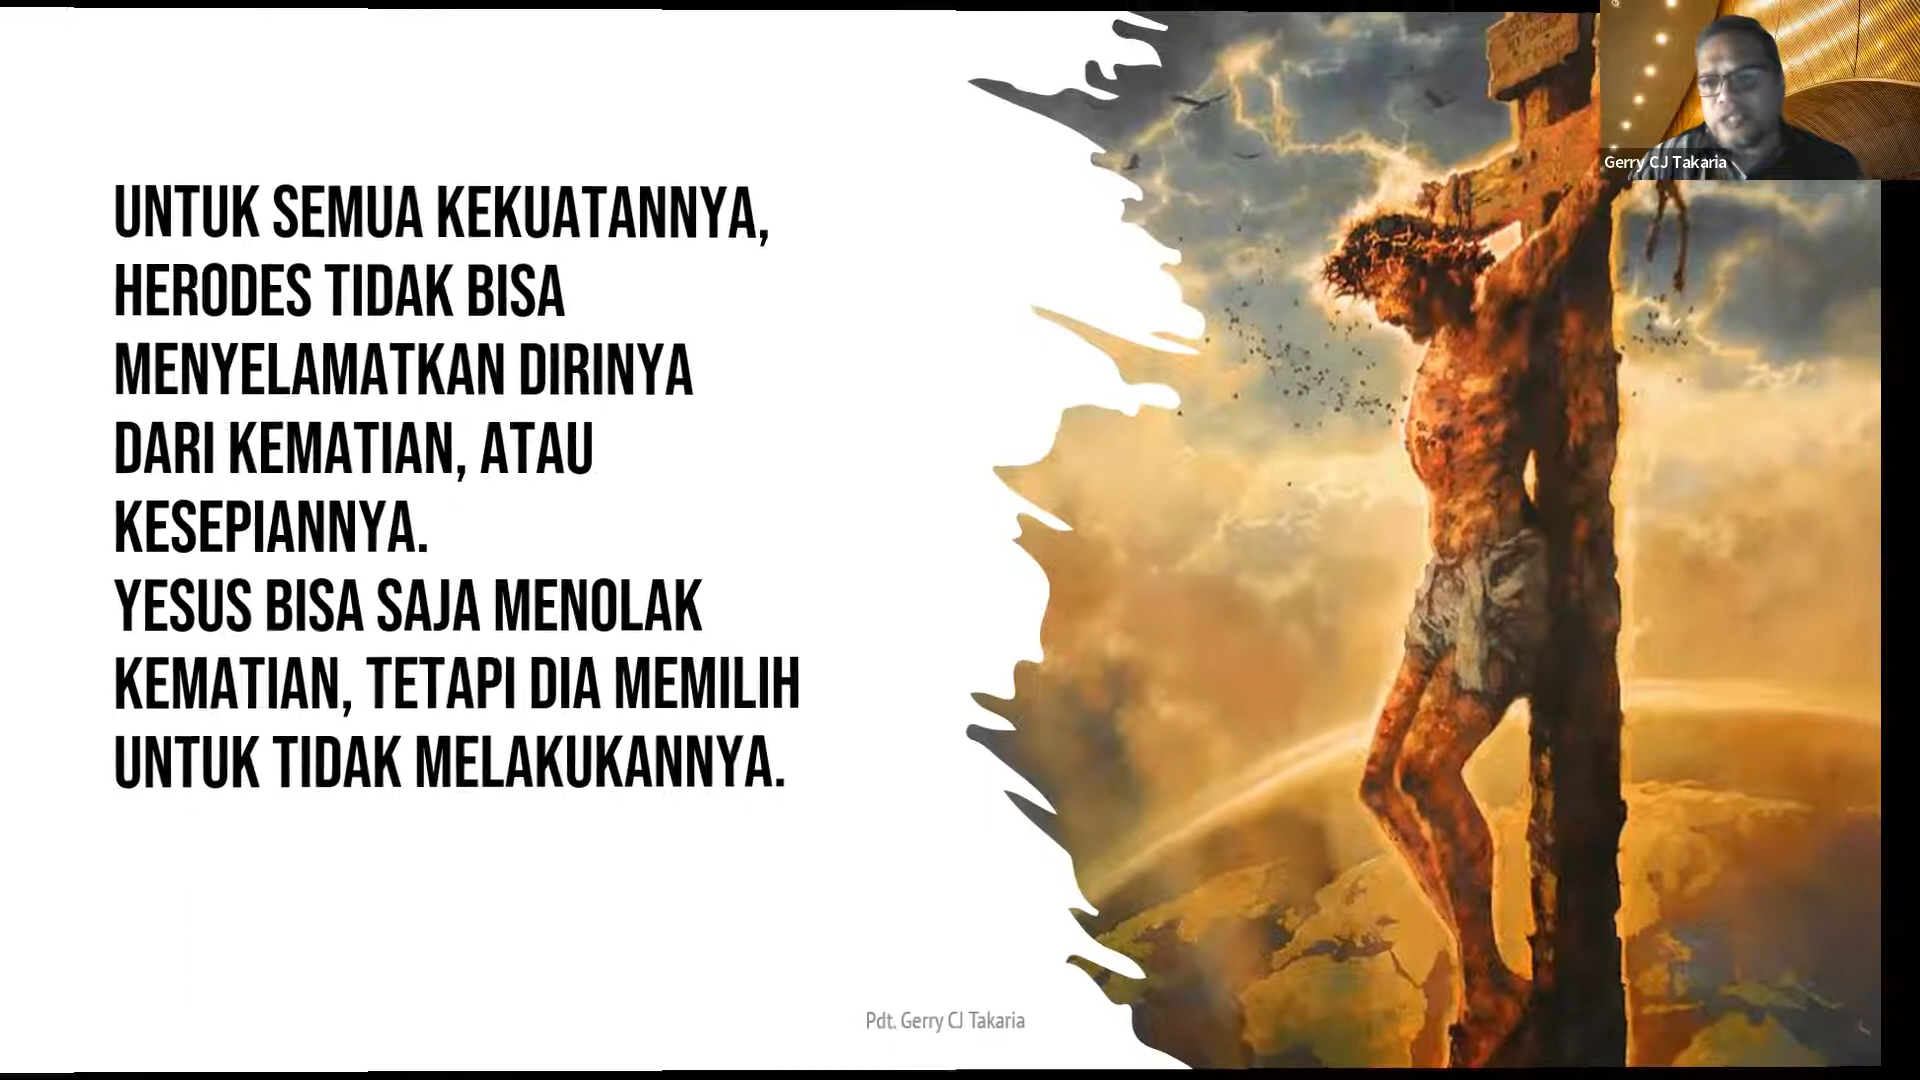 UNTUK SEMUA KEKUATANNYA,
HERODES TIDAK BISA
MENYELAMATKAN DIRINYA
DARI KEMATIAN, ATAU
KESEPIANNYA.
YESUS BISA SAJA MENOLAK
KEMATIAN, TETAPI DIA MEMILIH
UNTUK TIDAK MELAKUKANNYA.
Gerry CJ Takaria
Pdt. Gerry CJ Takaria